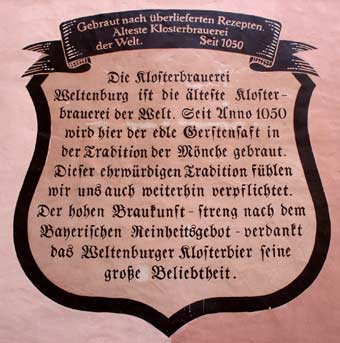 Gebraut nach überlieferten Rezepten.
Älteste Klosterbrauerei
der Welt. Seit 1050
Die Klosterbrauerei
Weltenburg ist die älteste Kloster-
brauerei der Welt. Seit Anno 1050
wird hier der edle Gerstensaft in
der Tradition der Mönche gebraut.
Dieser ehrwürdigen Tradition fühlen
wir uns auch weiterhin verpflichtet.
Der hohen Braukunst - streng nach dem
Bayerischen Reinheitsgebot - verdankt
das Weltenburger Klosterbier seine
große Beliebtheit.